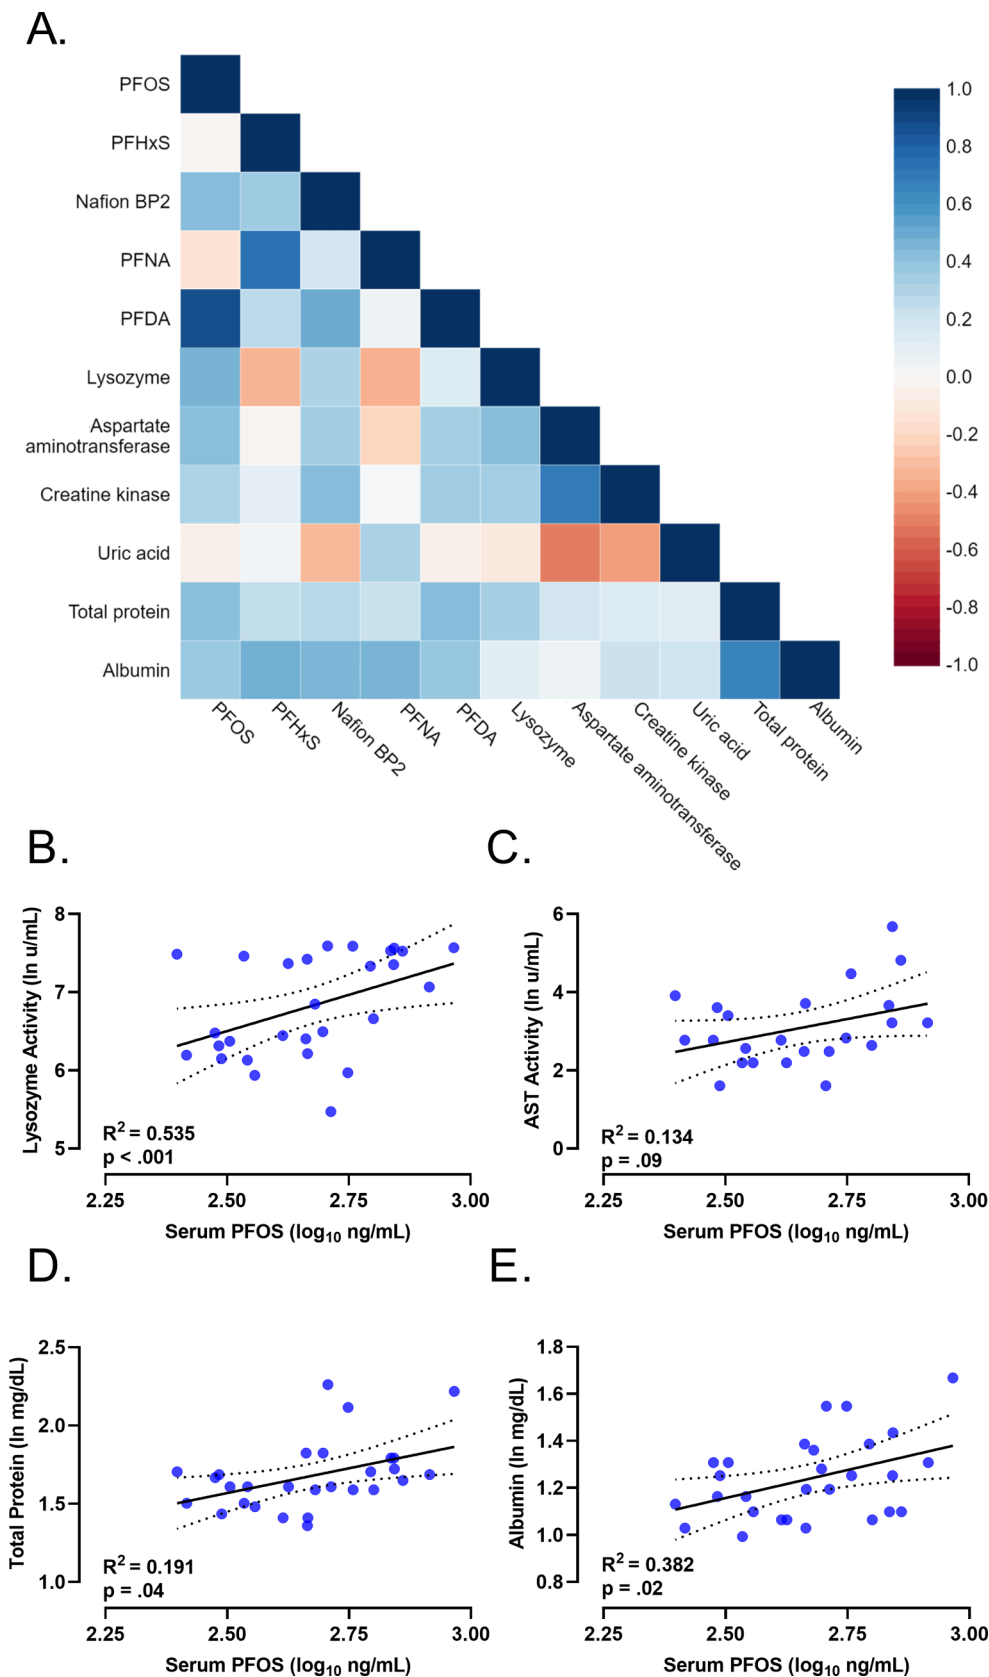 A.
PFOS
PFHxS
Nafion BP2
PFNA
PFDA
Lysozyme
Aspartate
aminotransferase
Creatine kinase
Uric acid
Total protein
Albumin
PFOS
PFHxS
Nafion BP2
PFNA
PFDA
Lysozyme
Aspartate aminotransferase
Creatine kinase
Uric acid
Total protein
Albumin
1.0
0.8
0.6
0.4
0.2
0.0
-0.2
-0.4
-0.6
-0.8
-1.0
B.
Lysozyme Activity (ln u/mL)
8
7
6
5
R² = 0.535
p < .001
2.25 2.50 2.75 3.00
Serum PFOS (log₁₀ ng/mL)
C.
AST Activity (ln u/mL)
6
4
2
0
R² = 0.134
p = .09
2.25 2.50 2.75 3.00
Serum PFOS (log₁₀ ng/mL)
D.
Total Protein (ln mg/dL)
2.5
2.0
1.5
1.0
R² = 0.191
p = .04
2.25 2.50 2.75 3.00
Serum PFOS (log₁₀ ng/mL)
E.
Albumin (ln mg/dL)
1.8
1.6
1.4
1.2
1.0
0.8
R² = 0.382
p = .02
2.25 2.50 2.75 3.00
Serum PFOS (log₁₀ ng/mL)